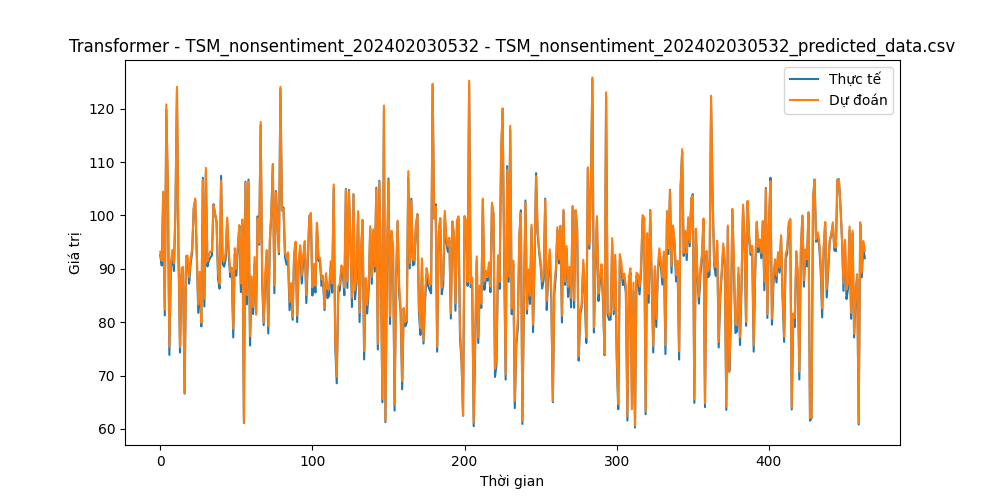 Transformer - TSM_nonsentiment_202402030532 - TSM_nonsentiment_202402030532_predicted_data.csv
Thực tế
Dự đoán
Giá trị
120
110
100
90
80
70
60
0 100 200 300 400
Thời gian